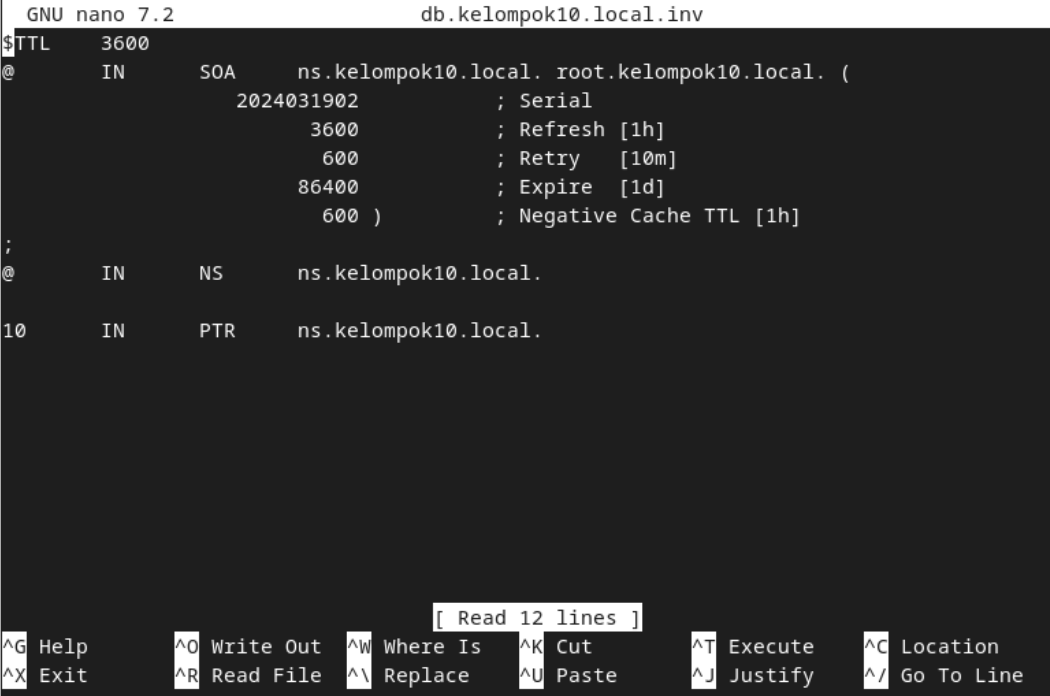 GNU nano 7.2 db.kelompok10.local.inv
$TTL 3600
@ IN SOA ns.kelompok10.local. root.kelompok10.local. (
2024031902 ; Serial
3600 ; Refresh [1h]
600 ; Retry [10m]
86400 ; Expire [1d]
600 ) ; Negative Cache TTL [1h]
;
@ IN NS ns.kelompok10.local.
10 IN PTR ns.kelompok10.local.
[ Read 12 lines ]
^G Help ^O Write Out ^W Where Is ^K Cut ^T Execute ^C Location
^X Exit ^R Read File ^\ Replace ^U Paste ^J Justify ^/ Go To Line